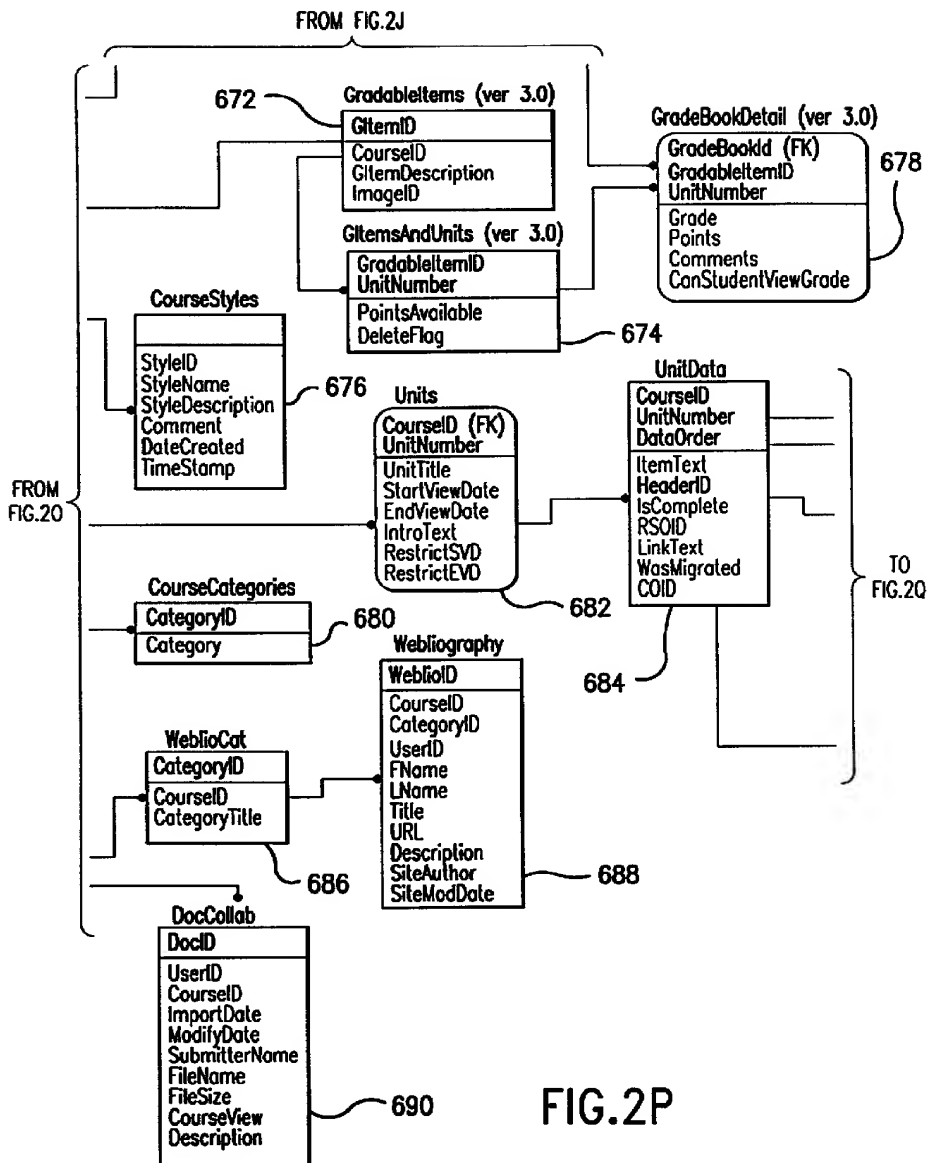 FROM FIG.2J
672
GradableItems (ver 3.0)
GItemID
CourseID
GItemDescription
ImageID
GradeBookDetail (ver 3.0)
GradeBookId (FK)
GradableItemID
UnitNumber
Grade
Points
Comments
CanStudentViewGrade
678
GItemsAndUnits (ver 3.0)
GradableItemID
UnitNumber
PointsAvailable
DeleteFlag
674
CourseStyles
StyleID
StyleName
StyleDescription
Comment
DateCreated
TimeStamp
676
Units
CourseID (FK)
UnitNumber
UnitTitle
StartViewDate
EndViewDate
IntroText
RestrictSVD
RestrictEVD
682
UnitData
CourseID
UnitNumber
DataOrder
ItemText
HeaderID
IsComplete
RSOID
LinkText
WasMigrated
COID
684
FROM
FIG.2O
TO
FIG.2Q
CourseCategories
CategoryID
Category
680
Webliography
WeblioID
CourseID
CategoryID
UserID
FName
LName
Title
URL
Description
SiteAuthor
SiteModDate
688
WeblioCat
CategoryID
CourseID
CategoryTitle
686
DocCollab
DocID
UserID
CourseID
ImportDate
ModifyDate
SubmitterName
FileName
FileSize
CourseView
Description
690
FIG.2P